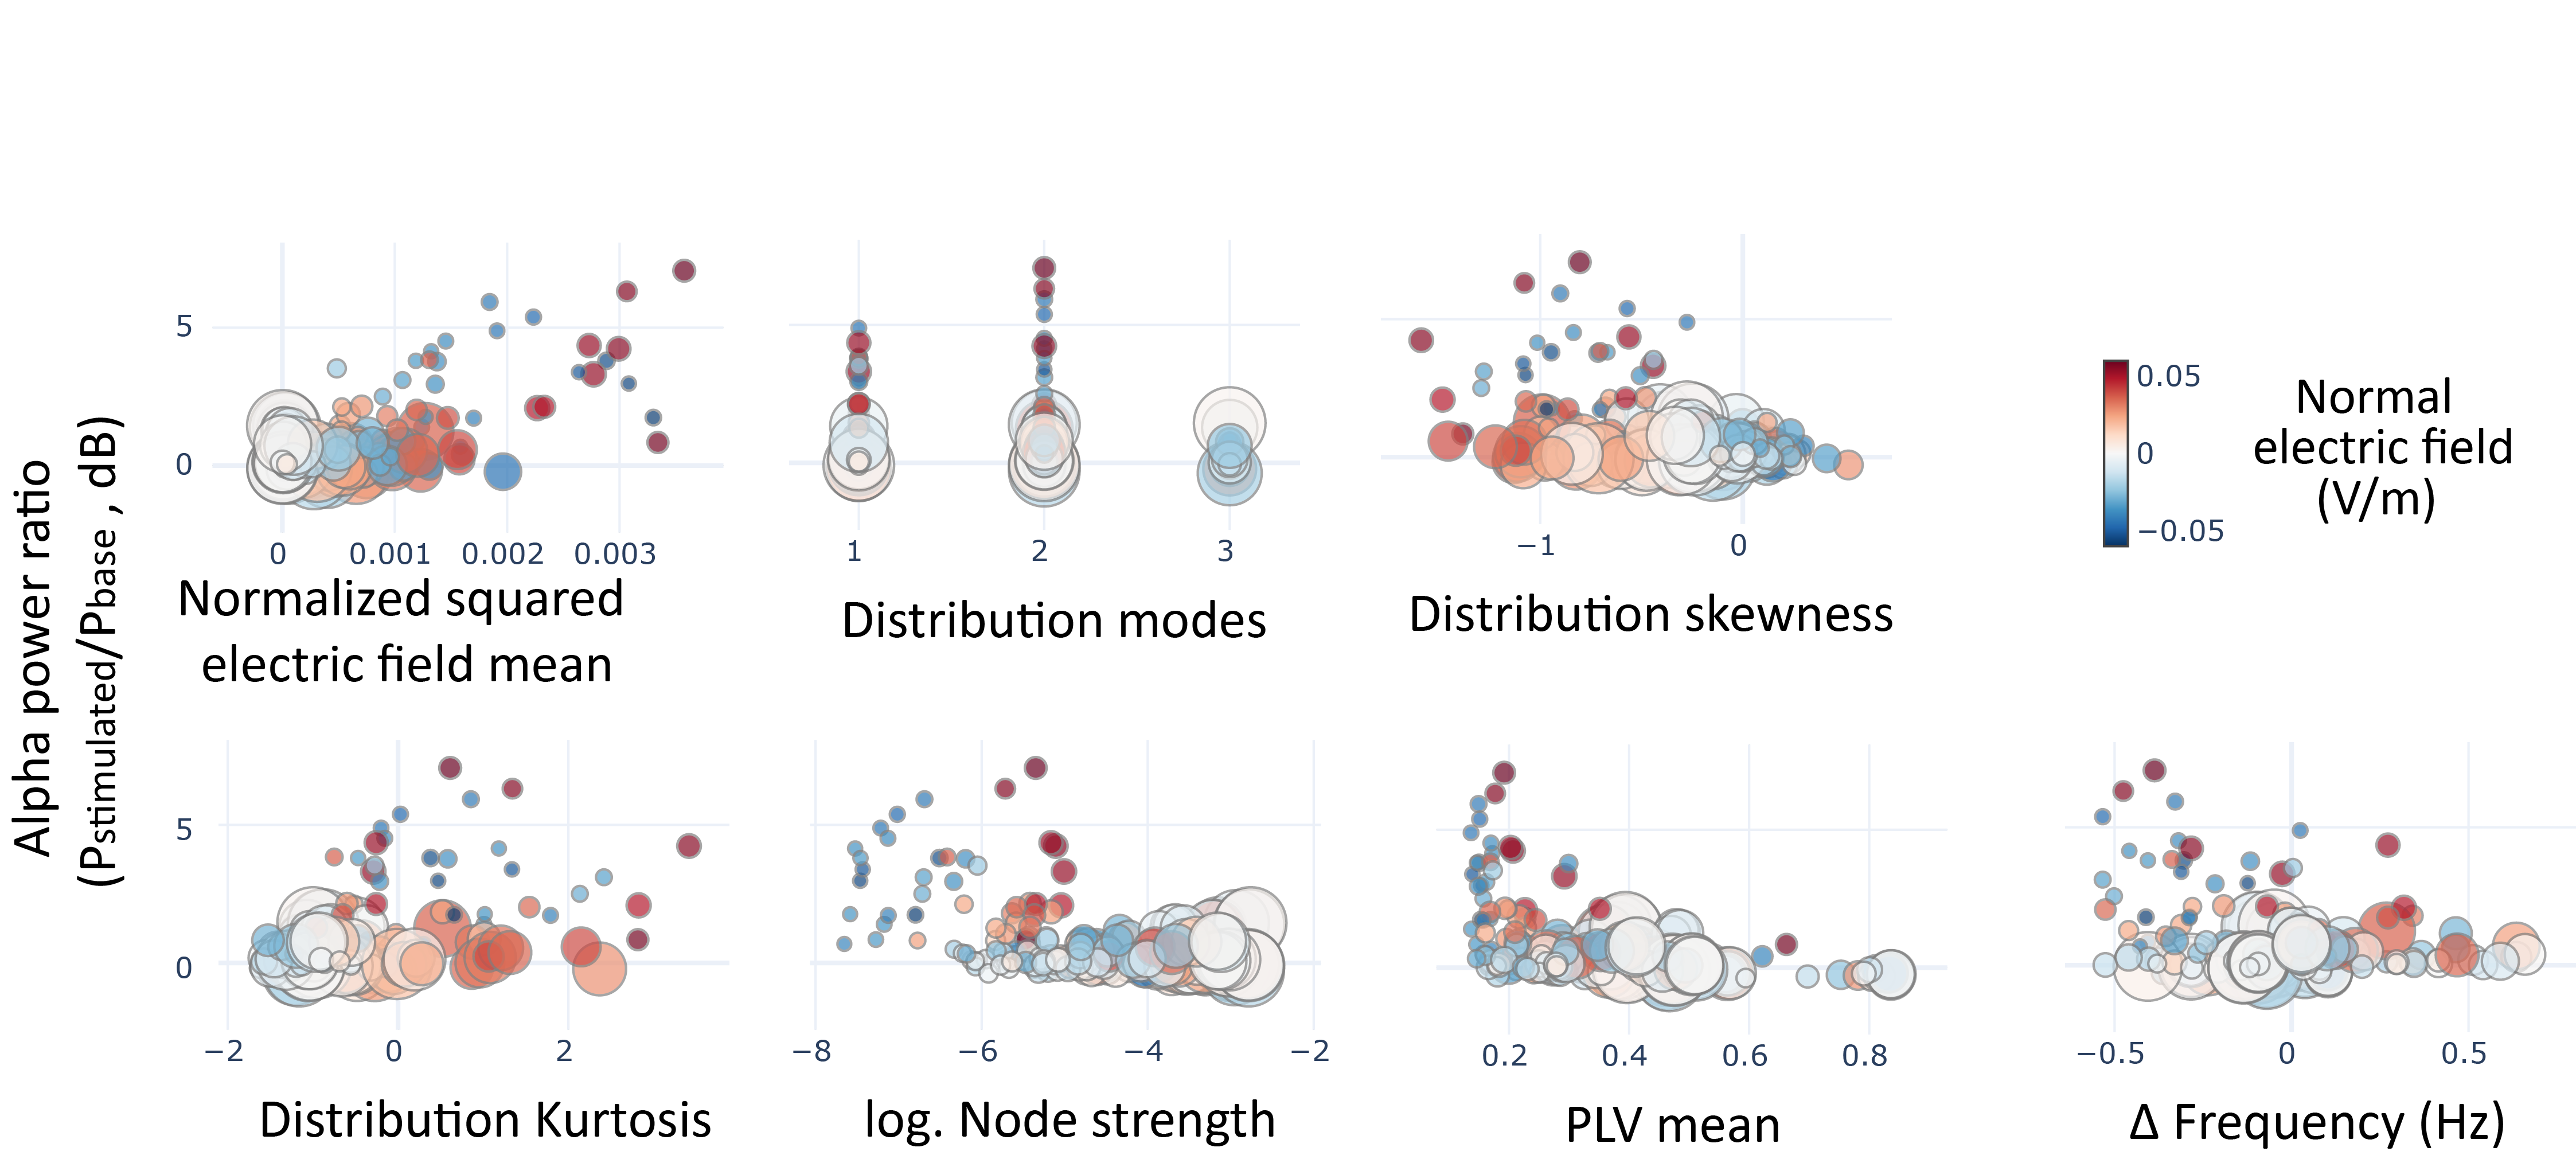 Alpha power ratio
(Pstimulated/Pbase , dB)
5
0
0
0.001
0.002
0.003
Normalized squared
electric field mean
1
2
3
Distribution modes
−1
0
Distribution skewness
0.05
0
−0.05
Normal
electric field
(V/m)
5
0
−2
0
2
Distribution Kurtosis
−8
−6
−4
−2
log. Node strength
0.2
0.4
0.6
0.8
PLV mean
−0.5
0
0.5
Δ Frequency (Hz)